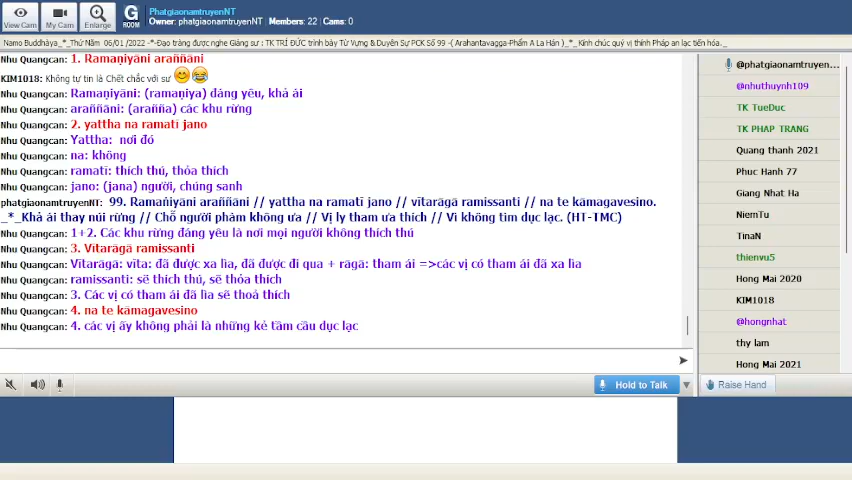 PhatgiaonamtruyenNT
Owner: phatgiaonamtruyenNT | Members: 22 | Cams: 0
View Cam
My Cam
Enlarge
G
ROOM
Namo Buddhàya_*_Thứ Năm 06/01 /2022 -*-Đạo tràng được nghe Giảng sư : TK TRÍ ĐỨC trình bày Từ Vựng & Duyên Sự PCK Số 99 -( Arahantavagga-Phẩm A La Hán )_*_ Kính chúc quý vị thính Pháp an lạc tiến hóa._
Nhu Quangcan: 1. Ramaṇīyāni araññāni
KIM1018: Không tự tin là Chết chắc với sư
Nhu Quangcan: Ramaṇīyāni: (ramaṇīya) đáng yêu, khả ái
Nhu Quangcan: araññāni: (arañña) các khu rừng
Nhu Quangcan: 2. yattha na ramatī jano
Nhu Quangcan: Yattha: nơi đó
Nhu Quangcan: na: không
Nhu Quangcan: ramatī: thích thú, thỏa thích
Nhu Quangcan: jano: (jana) người, chúng sanh
phatgiaonamtruyenNT: 99. Ramaṇīyāni araññāni // yattha na ramatī jano // vītarāgā ramissanti // na te kāmagavesino.
_*_Khả ái thay núi rừng // Chỗ người phàm không ưa // Vị ly tham ưa thích // Vì không tìm dục lạc. (HT-TMC)
Nhu Quangcan: 1+2. Các khu rừng đáng yêu là nơi mọi người không thích thú
Nhu Quangcan: 3. Vītarāgā ramissanti
Nhu Quangcan: Vītarāgā: vīta: đã được xa lìa, đã được đi qua + rāgā: tham ái =>các vị có tham ái đã xa lìa
Nhu Quangcan: ramissanti: sẽ thích thú, sẽ thỏa thích
Nhu Quangcan: 3. Các vị có tham ái đã lìa sẽ thoả thích
Nhu Quangcan: 4. na te kāmagavesino
Nhu Quangcan: 4. các vị ấy không phải là những kẻ tầm cầu dục lạc
@phatgiaonamtruyen...
@nhuthuynh109
TK TueDuc
TK PHAP TRANG
Quang thanh 2021
Phuc Hanh 77
Giang Nhat Ha
NiemTu
TinaN
thienvu5
Hong Mai 2020
KIM1018
@hongnhat
thy lam
Hong Mai 2021
Hold to Talk
Raise Hand